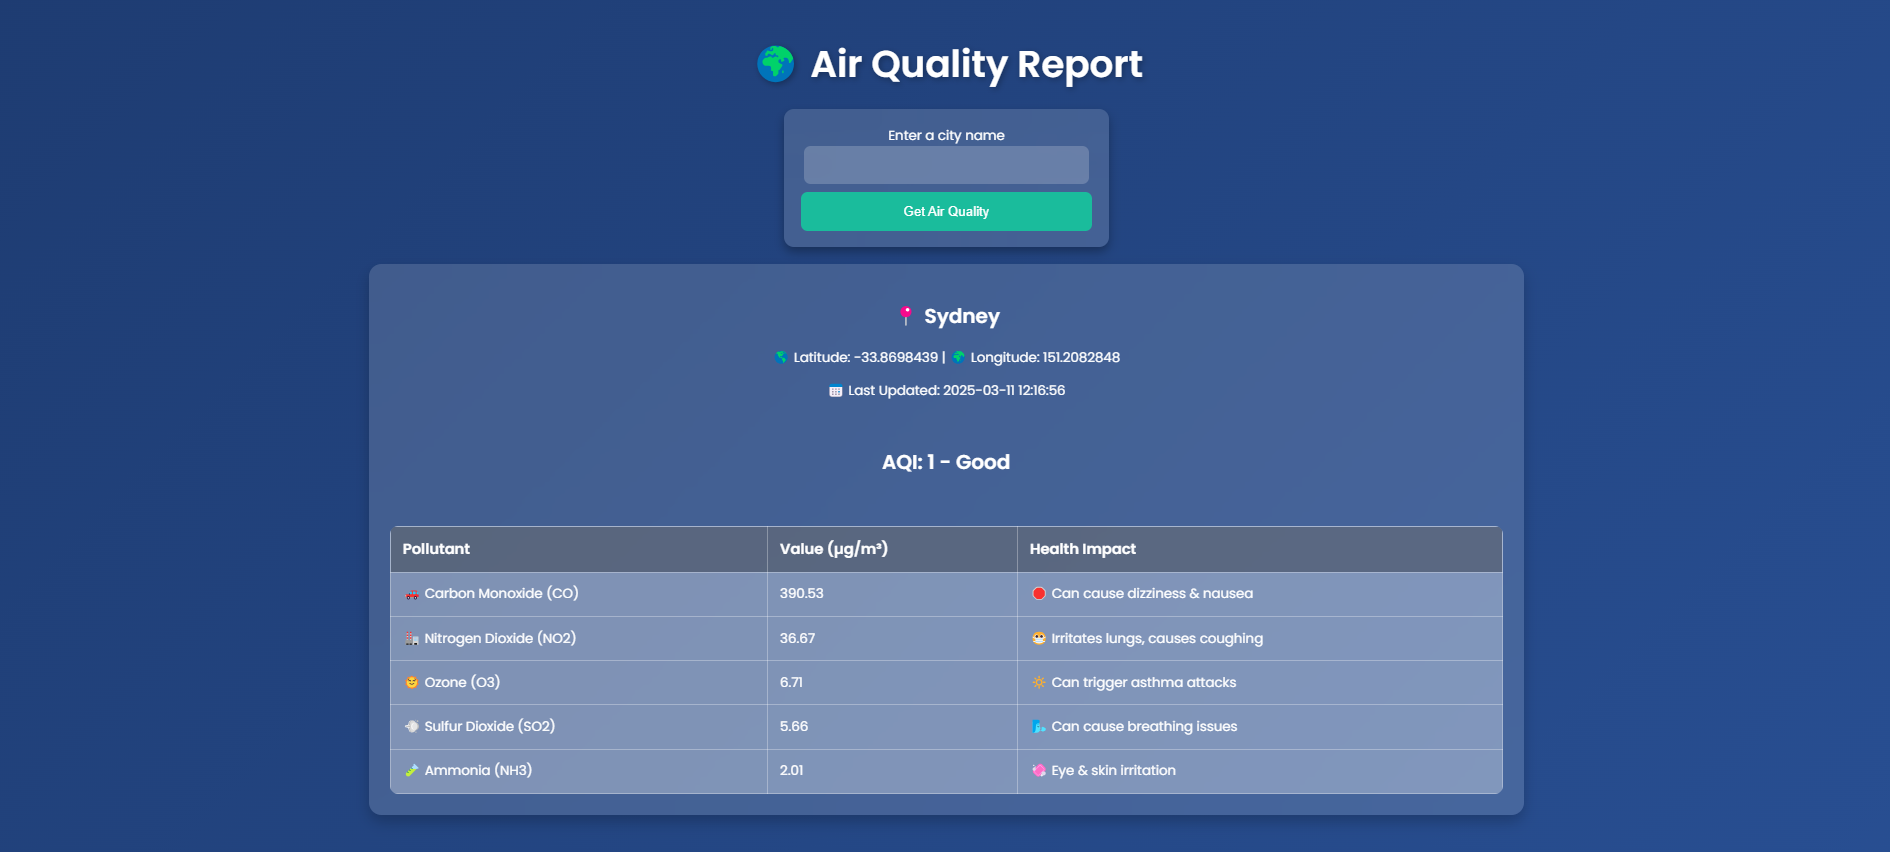 🌍 Air Quality Report
Enter a city name
Get Air Quality
📍 Sydney
🌎 Latitude: -33.8698439 | 🌍 Longitude: 151.2082848
📅 Last Updated: 2025-03-11 12:16:56
AQI: 1 - Good
Pollutant Value (µg/m³) Health Impact
🚗 Carbon Monoxide (CO) 390.53 🛑 Can cause dizziness & nausea
🏭 Nitrogen Dioxide (NO2) 36.67 😷 Irritates lungs, causes coughing
🌞 Ozone (O3) 6.71 🔆 Can trigger asthma attacks
💨 Sulfur Dioxide (SO2) 5.66 🌬️ Can cause breathing issues
🧪 Ammonia (NH3) 2.01 💘 Eye & skin irritation